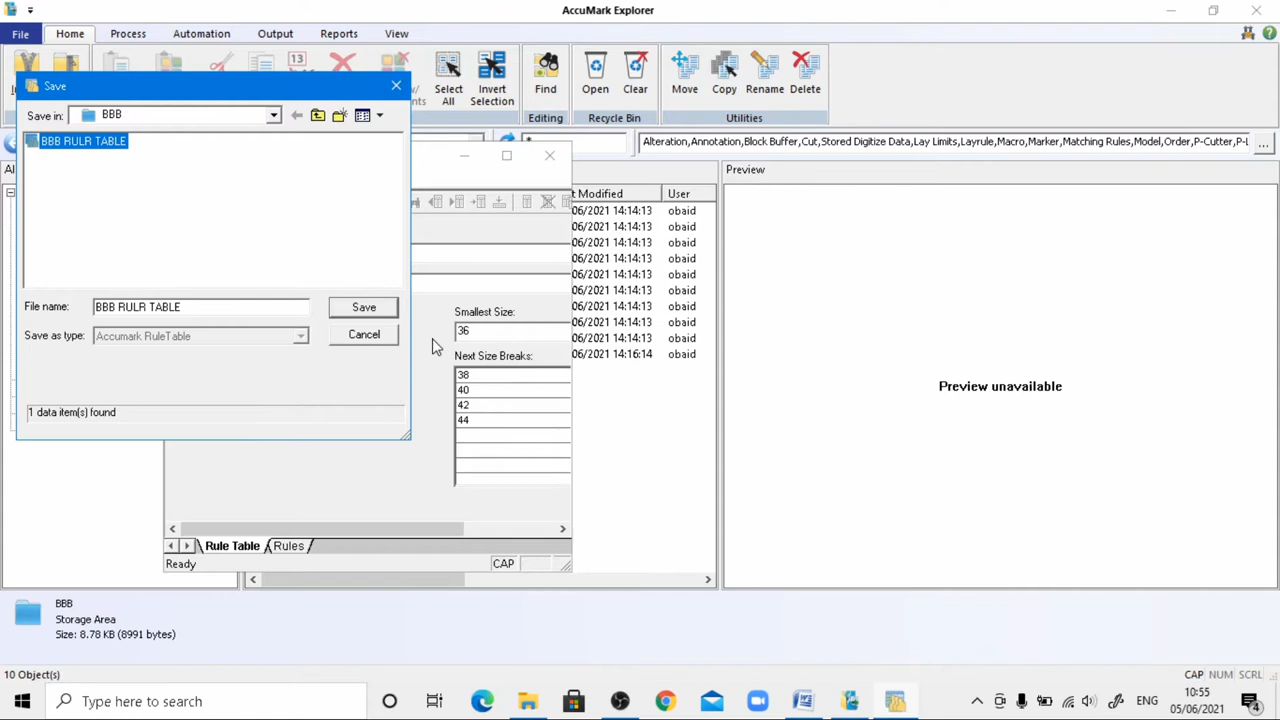 AccuMark Explorer
File Home Process Automation Output Reports View
13
Select All
Invert Selection
Find
Open
Clear
Move
Copy
Rename
Delete
Editing
Recycle Bin
Utilities
Save
Save in: BBB
BBB RULR TABLE
File name: BBB RULR TABLE
Save
Save as type: Accumark RuleTable
Cancel
1 data item(s) found
*
Alteration,Annotation,Block Buffer,Cut,Stored Digitize Data,Lay Limits,Layrule,Macro,Marker,Matching Rules,Model,Order,P-Cutter,P-L
...
Al
t Modified User
06/2021 14:14:13 obaid
06/2021 14:14:13 obaid
06/2021 14:14:13 obaid
06/2021 14:14:13 obaid
06/2021 14:14:13 obaid
06/2021 14:14:13 obaid
06/2021 14:14:13 obaid
06/2021 14:14:13 obaid
06/2021 14:14:13 obaid
06/2021 14:16:14 obaid
Smallest Size:
36
Next Size Breaks:
38
40
42
44
Rule Table Rules
Ready CAP
Preview
Preview unavailable
BBB
Storage Area
Size: 8.78 KB (8991 bytes)
10 Object(s) CAP NUM SCRL
Type here to search
ENG
10:55
05/06/2021
4